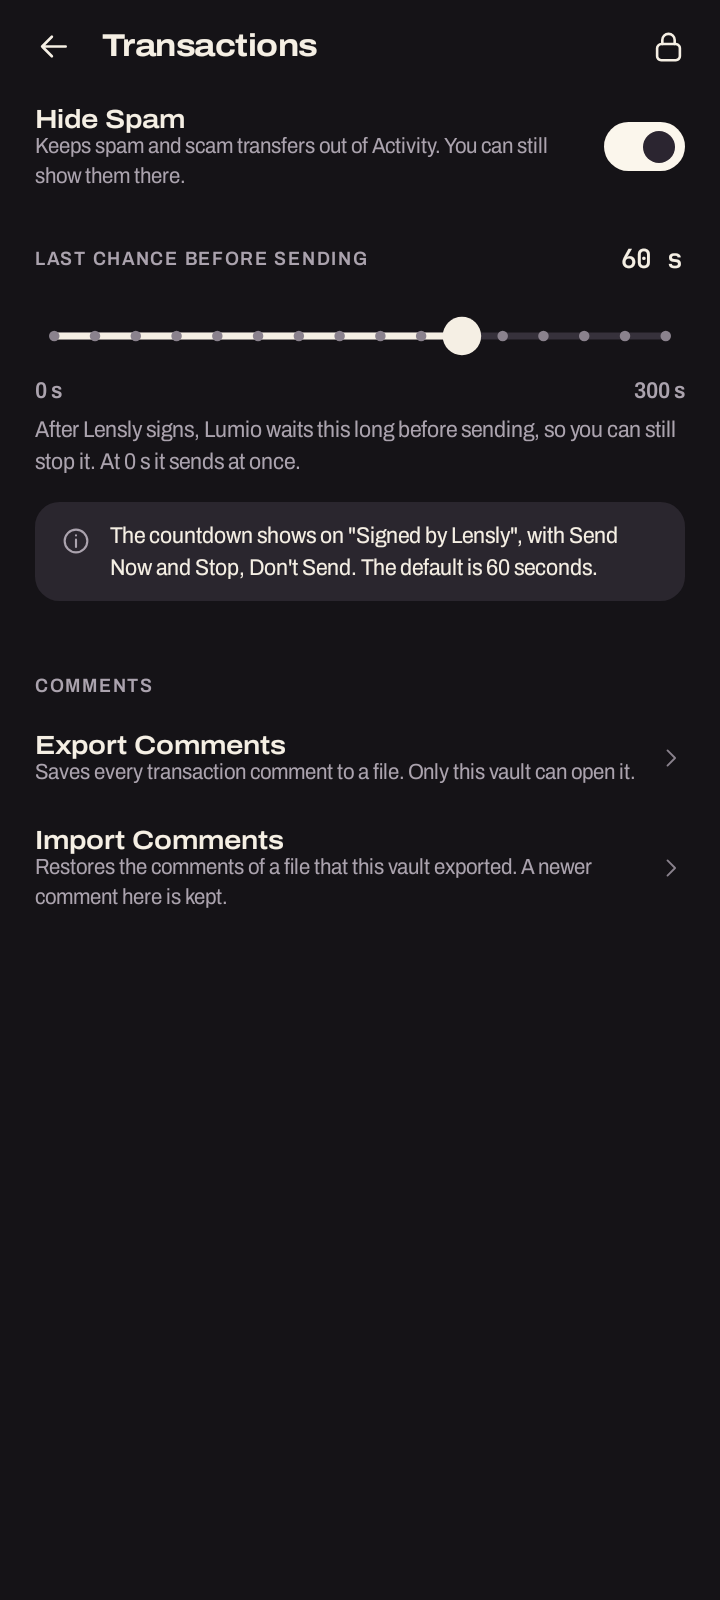 Transactions
Hide Spam
Keeps spam and scam transfers out of Activity. You can still
show them there.
LAST CHANCE BEFORE SENDING
60 s
0 s
300 s
After Lensly signs, Lumio waits this long before sending, so you can still
stop it. At 0 s it sends at once.
The countdown shows on "Signed by Lensly", with Send
Now and Stop, Don't Send. The default is 60 seconds.
COMMENTS
Export Comments
Saves every transaction comment to a file. Only this vault can open it.
Import Comments
Restores the comments of a file that this vault exported. A newer
comment here is kept.